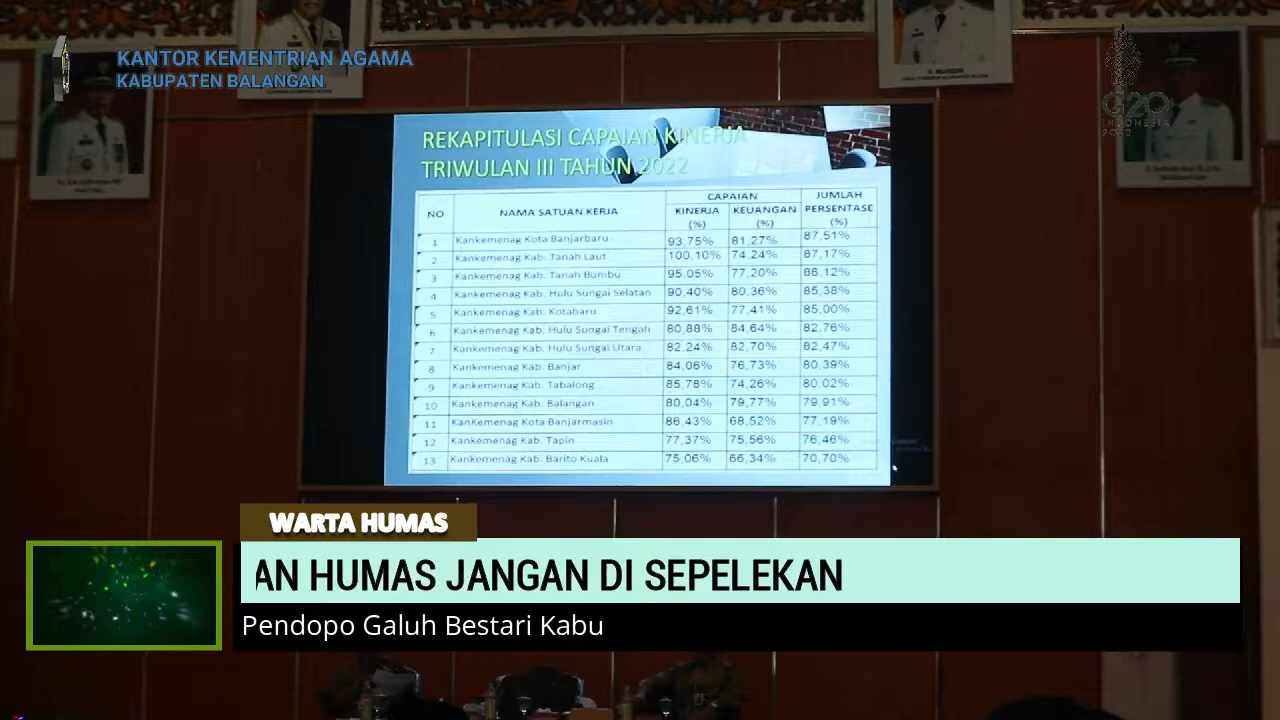 KANTOR KEMENTRIAN AGAMA
KABUPATEN BALANGAN
G20
INDONESIA
2022
REKAPITULASI CAPAIAN KINERJA
TRIWULAN III TAHUN 2022
NO NAMA SATUAN KERJA CAPAIAN JUMLAH PERSENTASE (%)
KINERJA (%) KEUANGAN (%)
1 Kankemenag Kota Banjarbaru 93,75% 81,27% 87,51%
2 Kankemenag Kab. Tanah Laut 100,10% 74,24% 87,17%
3 Kankemenag Kab. Tanah Bumbu 95,05% 77,20% 86,12%
4 Kankemenag Kab. Hulu Sungai Selatan 90,40% 80,36% 85,38%
5 Kankemenag Kab. Kotabaru 92,61% 77,41% 85,00%
6 Kankemenag Kab. Hulu Sungai Tengah 80,88% 84,64% 82,76%
7 Kankemenag Kab. Hulu Sungai Utara 82,24% 82,70% 82,47%
8 Kankemenag Kab. Banjar 84,06% 76,73% 80,39%
9 Kankemenag Kab. Tabalong 85,78% 74,26% 80,02%
10 Kankemenag Kab. Balangan 80,04% 79,77% 79,91%
11 Kankemenag Kota Banjarmasin 86,43% 68,52% 77,19%
12 Kankemenag Kab. Tapin 77,37% 75,56% 76,46%
13 Kankemenag Kab. Barito Kuala 75,06% 66,34% 70,70%
WARTA HUMAS
AN HUMAS JANGAN DI SEPELEKAN
Pendopo Galuh Bestari Kabu